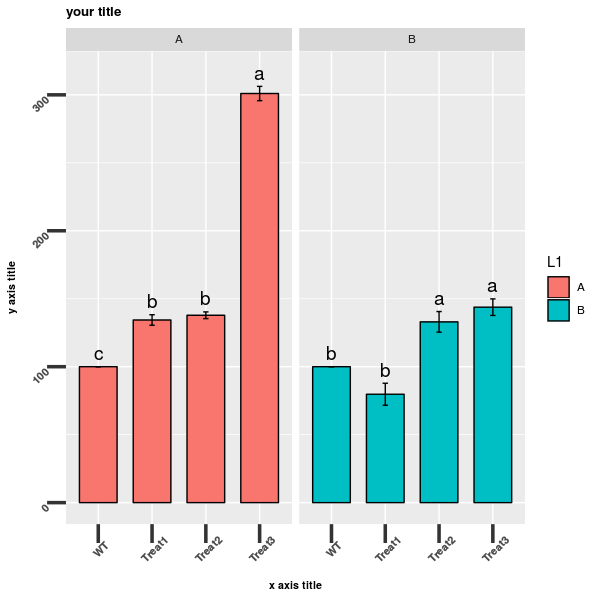 your title
A
B
a
b
b
c
a
a
b
b
y axis title
300
200
100
0
L1
A
B
WT
Treat1
Treat2
Treat3
WT
Treat1
Treat2
Treat3
x axis title